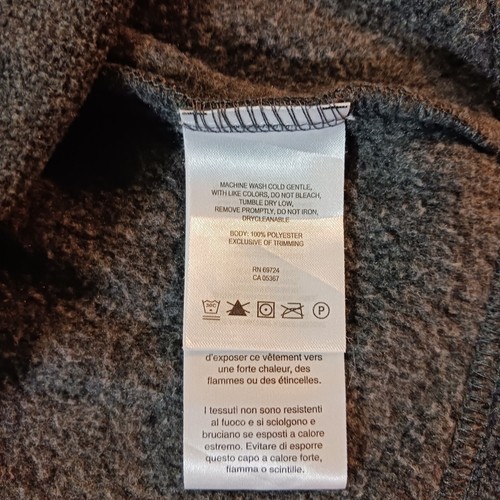 MACHINE WASH COLD GENTLE,
WITH LIKE COLORS, DO NOT BLEACH,
TUMBLE DRY LOW,
REMOVE PROMPTLY, DO NOT IRON,
DRYCLEANABLE
BODY: 100% POLYESTER
EXCLUSIVE OF TRIMMING
RN 69724
CA 05367
30C
P
d'exposer ce vêtement vers
une forte chaleur, des
flammes ou des étincelles.
I tessuti non sono resistenti
al fuoco e si sciolgono e
bruciano se esposti a calore
estremo. Evitare di esporre
questo capo a calore forte,
fiamma o scintille.